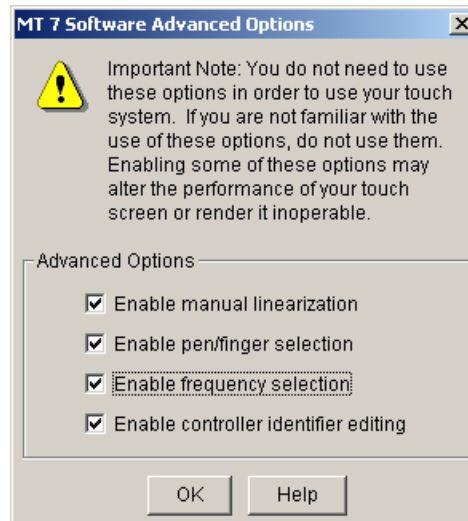 MT 7 Software Advanced Options
Important Note: You do not need to use
these options in order to use your touch
system. If you are not familiar with the
use of these options, do not use them.
Enabling some of these options may
alter the performance of your touch
screen or render it inoperable.
Advanced Options
Enable manual linearization
Enable pen/finger selection
Enable frequency selection
Enable controller identifier editing
OK
Help